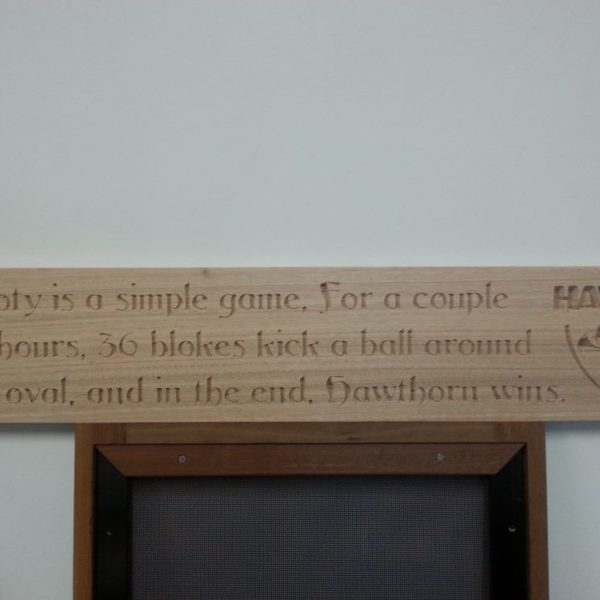 oty is a simple game, For a couple
hours, 36 blokes kick a ball around
oval, and in the end, Hawthorn wins.
HA